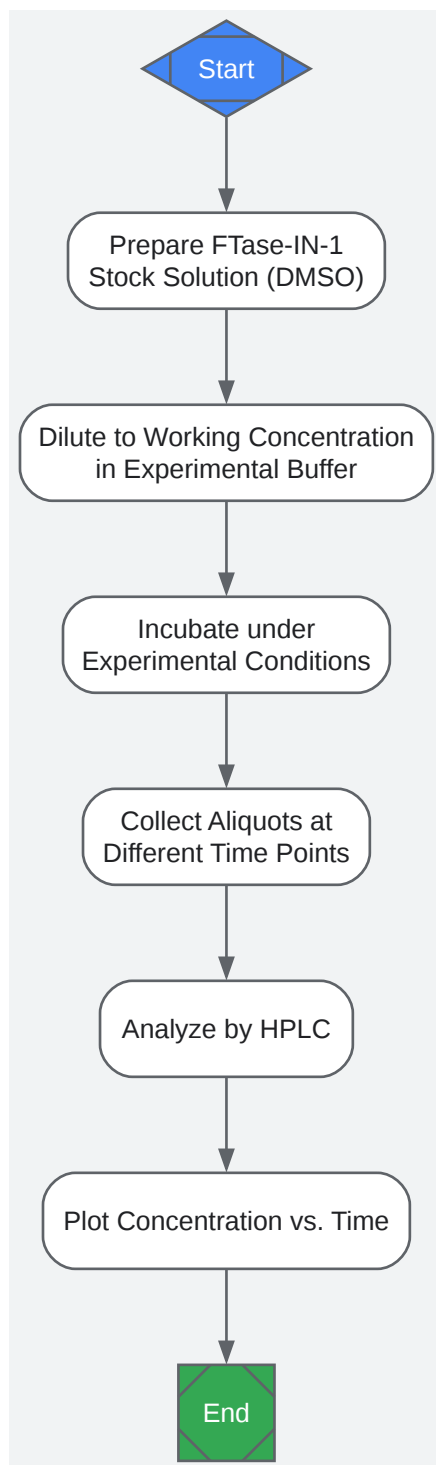 Start
Prepare FTase-IN-1
Stock Solution (DMSO)
Dilute to Working Concentration
in Experimental Buffer
Incubate under
Experimental Conditions
Collect Aliquots at
Different Time Points
Analyze by HPLC
Plot Concentration vs. Time
End